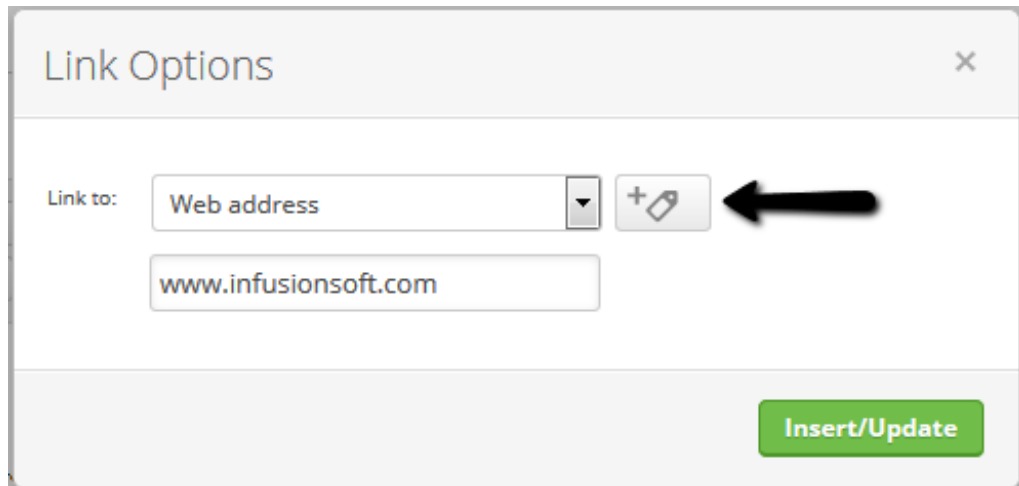 Link Options
Link to:
Web address
www.infusionsoft.com
Insert/Update